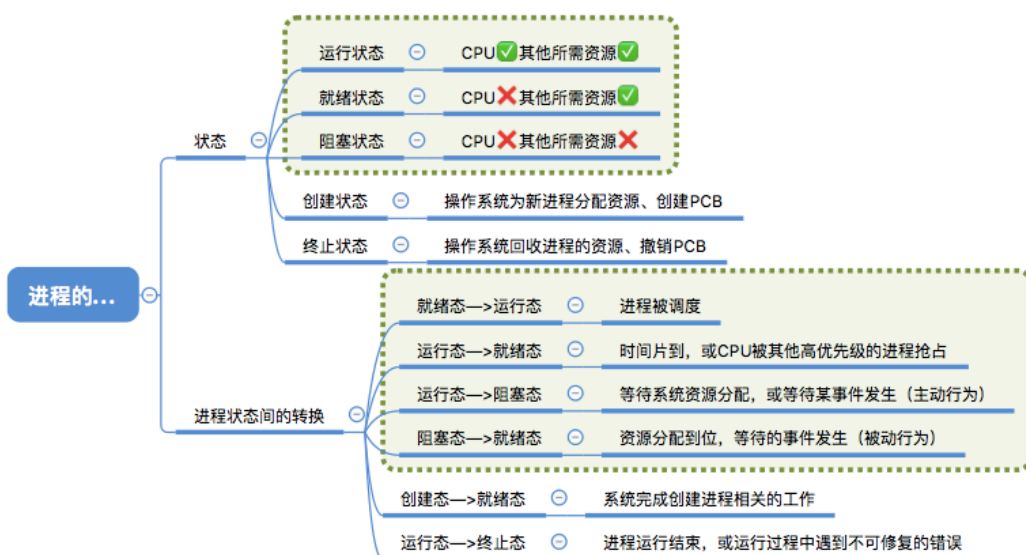 进程的...
状态
运行状态
CPU✅其他所需资源✅
就绪状态
CPU❌其他所需资源✅
阻塞状态
CPU❌其他所需资源❌
创建状态
操作系统为新进程分配资源、创建PCB
终止状态
操作系统回收进程的资源、撤销PCB
进程状态间的转换
就绪态—>运行态
进程被调度
运行态—>就绪态
时间片到，或CPU被其他高优先级的进程抢占
运行态—>阻塞态
等待系统资源分配，或等待某事件发生（主动行为）
阻塞态—>就绪态
资源分配到位，等待的事件发生（被动行为）
创建态—>就绪态
系统完成创建进程相关的工作
运行态—>终止态
进程运行结束，或运行过程中遇到不可修复的错误